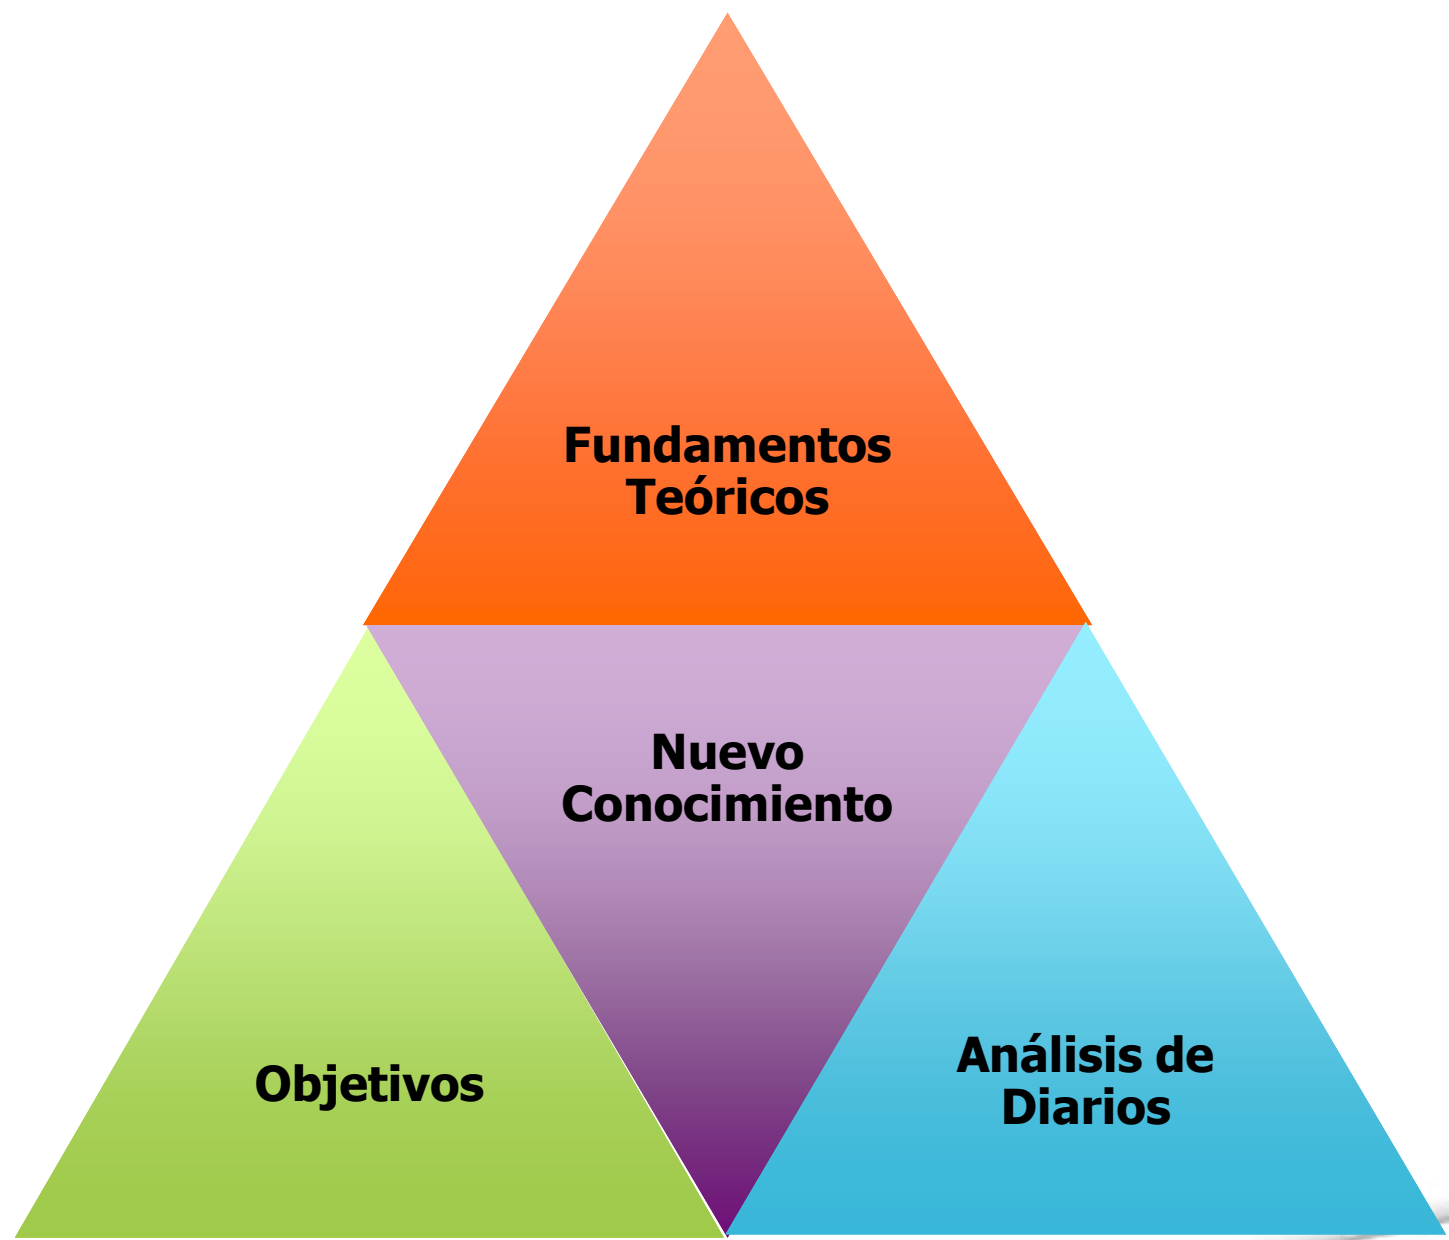 Fundamentos
Teóricos
Nuevo
Conocimiento
Objetivos
Análisis de
Diarios